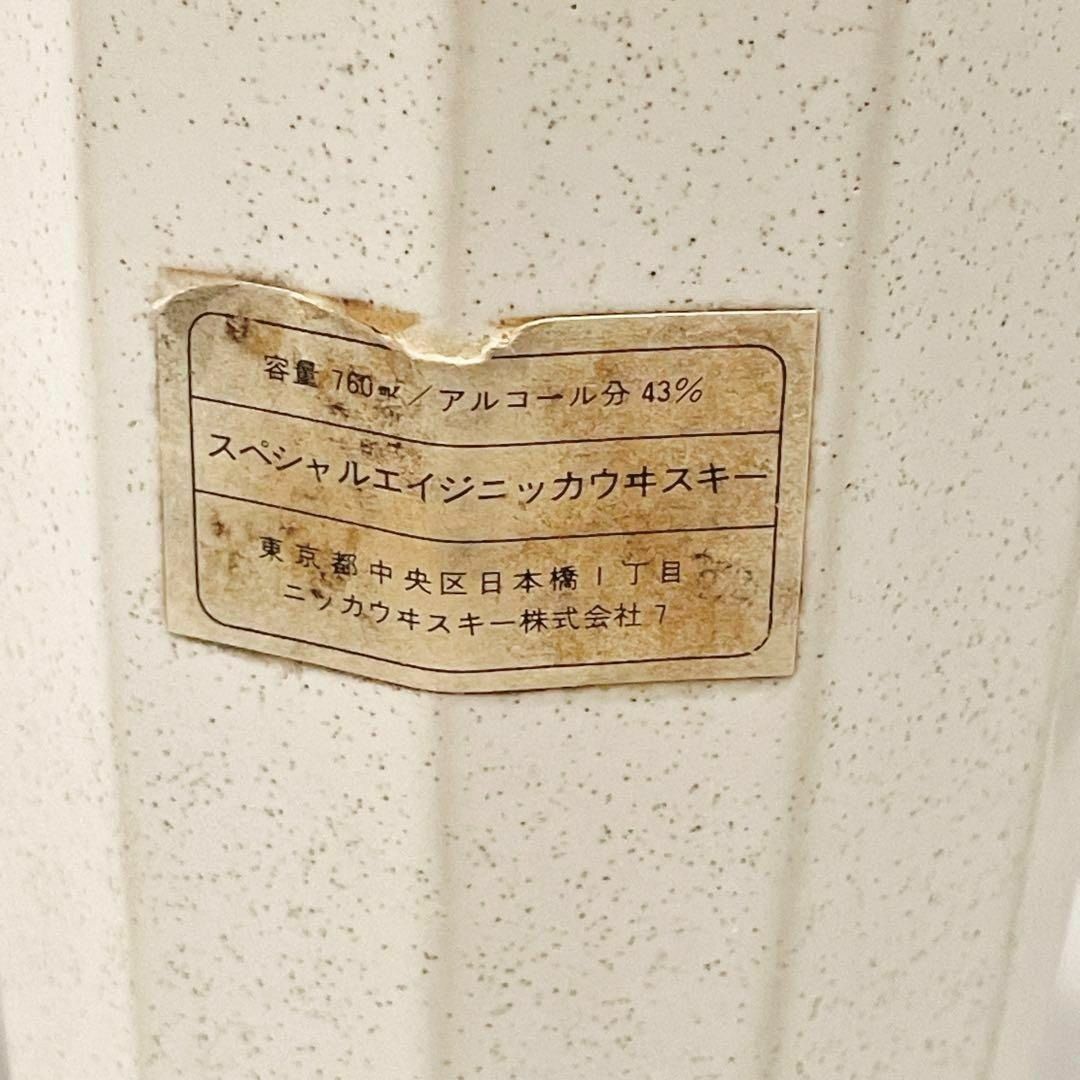 容量 760㎖/アルコール分 43%
スペシャルエイジニッカウヰスキー
東京都中央区日本橋1丁目
ニッカウヰスキー株式会社 7